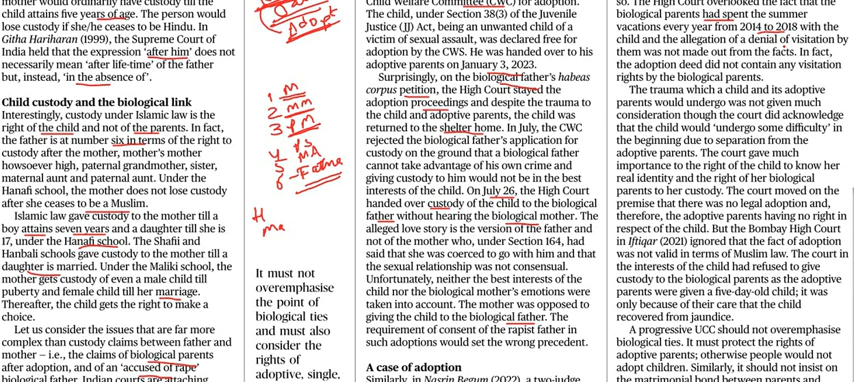 mother would ordinarily have custody till the
child attains five years of age. The person would
lose custody if she/he ceases to be Hindu. In
Githa Hariharan (1999), the Supreme Court of
India held that the expression ‘after him’ does not
necessarily mean ‘after life-time’ of the father
but, instead, ‘in the absence of’.
Child custody and the biological link
Interestingly, custody under Islamic law is the
right of the child and not of the parents. In fact,
the father is at number six in terms of the right to
custody after the mother, mother’s mother
howsoever high, paternal grandmother, sister,
maternal aunt and paternal aunt. Under the
Hanafi school, the mother does not lose custody
after she ceases to be a Muslim.
Islamic law gave custody to the mother till a
boy attains seven years and a daughter till she is
17, under the Hanafi school. The Shafii and
Hanbali schools gave custody to the mother till a
daughter is married. Under the Maliki school, the
mother gets custody of even a male child till
puberty and female child till her marriage.
Thereafter, the child gets the right to make a
choice.
Let us consider the issues that are far more
complex than custody claims between father and
mother – i.e., the claims of biological parents
after adoption, and of an ‘accused of rape’
biological father. Indian courts are attaching
Adopt
1 M
2 MM
3 PM
4 S
5 MA
6 - Father
H
ma
It must not
overemphasise
the point of
biological ties
and must also
consider the
rights of
adoptive, single,
Child Welfare Committee (CWC) for adoption.
The child, under Section 38(3) of the Juvenile
Justice (JJ) Act, being an unwanted child of a
victim of sexual assault, was declared free for
adoption by the CWS. He was handed over to his
adoptive parents on January 3, 2023.
Surprisingly, on the biological father’s habeas
corpus petition, the High Court stayed the
adoption proceedings and despite the trauma to
the child and adoptive parents, the child was
returned to the shelter home. In July, the CWC
rejected the biological father’s application for
custody on the ground that a biological father
cannot take advantage of his own crime and
giving custody to him would not be in the best
interests of the child. On July 26, the High Court
handed over custody of the child to the biological
father without hearing the biological mother. The
alleged love story is the version of the father and
not of the mother who, under Section 164, had
said that she was coerced to go with him and that
the sexual relationship was not consensual.
Unfortunately, neither the best interests of the
child nor the biological mother’s emotions were
taken into account. The mother was opposed to
giving the child to the biological father. The
requirement of consent of the rapist father in
such adoptions would set the wrong precedent.
A case of adoption
Similarly, in Nasrin Begum (2022), a two-judge
so. The High Court overlooked the fact that the
biological parents had spent the summer
vacations every year from 2014 to 2018 with the
child and the allegation of a denial of visitation by
them was not made out from the facts. In fact,
the adoption deed did not contain any visitation
rights by the biological parents.
The trauma which a child and its adoptive
parents would undergo was not given much
consideration though the court did acknowledge
that the child would ‘undergo some difficulty’ in
the beginning due to separation from the
adoptive parents. The court gave much
importance to the right of the child to know her
real identity and the right of her biological
parents to her custody. The court moved on the
premise that there was no legal adoption and,
therefore, the adoptive parents having no right in
respect of the child. But the Bombay High Court
in Iftiqar (2021) ignored that the fact of adoption
was not valid in terms of Muslim law. The court in
the interests of the child had refused to give
custody to the biological parents as the adoptive
parents were given a five-day-old child; it was
only because of their care that the child
recovered from jaundice.
A progressive UCC should not overemphasise
biological ties. It must protect the rights of
adoptive parents; otherwise people would not
adopt children. Similarly, it should not insist on
the matrimonial bond between parents and